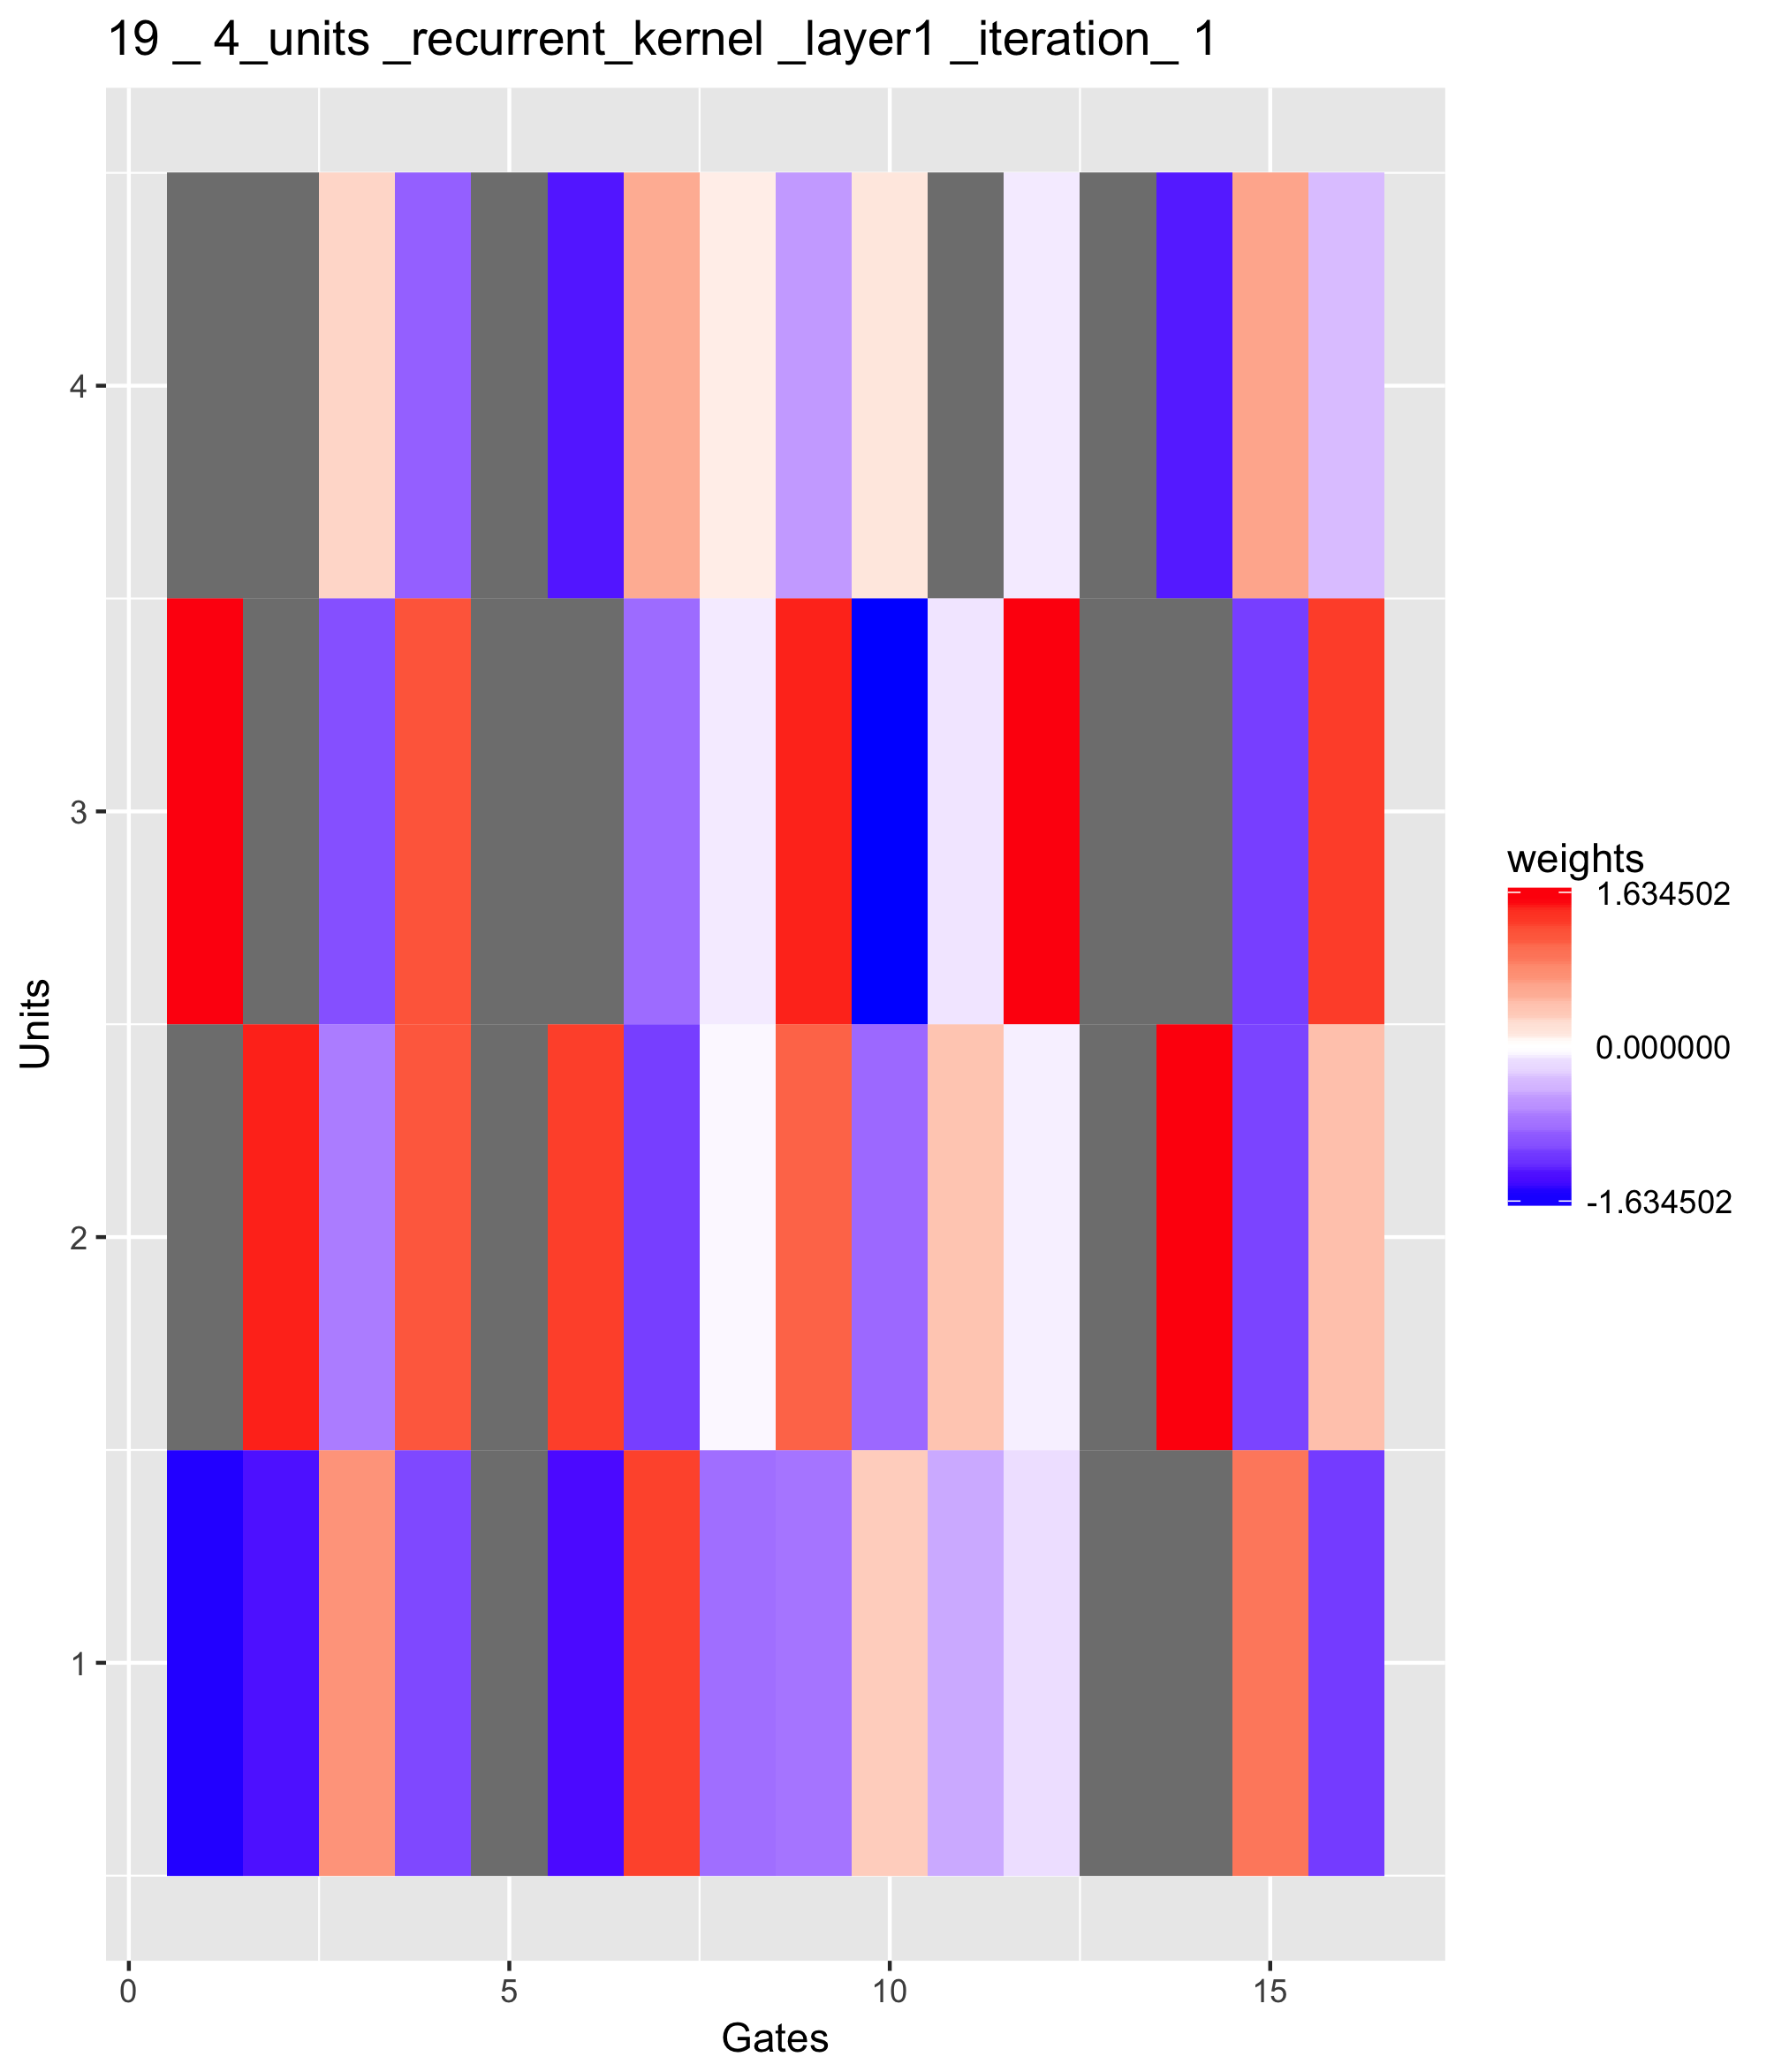 19 _ 4_units _recurrent_kernel _layer1 _iteration_ 1
4
3
2
1
Units
0 5 10 15
Gates
weights
1.634502
0.000000
-1.634502